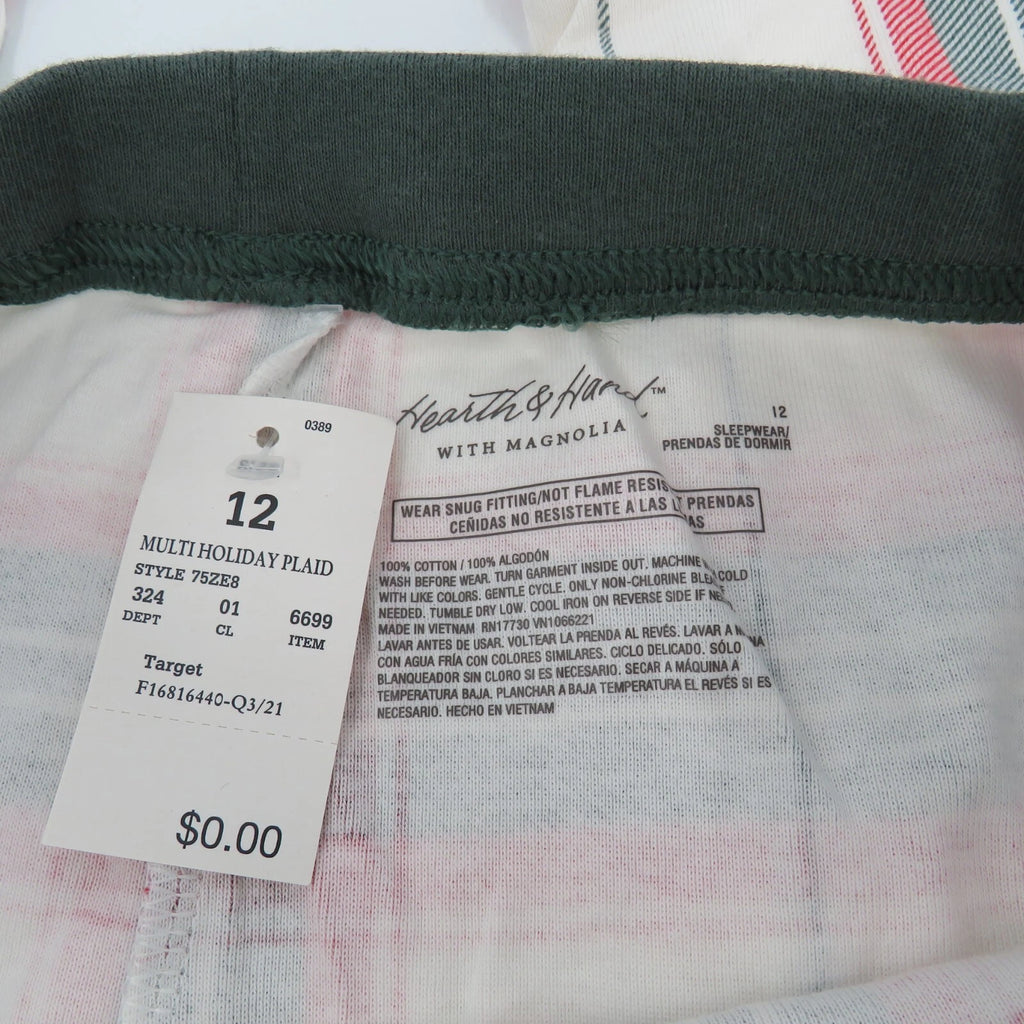 0389
12
MULTI HOLIDAY PLAID
STYLE 75ZE8
324 01 6699
DEPT CL ITEM
Target
F16816440-Q3/21
$0.00
Hearth & Hand™
WITH MAGNOLIA
12
SLEEPWEAR/
PRENDAS DE DORMIR
WEAR SNUG FITTING/NOT FLAME
CEÑIDAS NO RESISTENTE A LAS PRENDAS
100% COTTON / 100% ALGODÓN
WASH BEFORE WEAR. TURN GARMENT INSIDE OUT. MACHINE COLD
WITH LIKE COLORS. GENTLE CYCLE. ONLY NON-CHLORINE
NEEDED. TUMBLE DRY LOW. COOL IRON ON REVERSE SIDE IF
MADE IN VIETNAM RN17730 VN1066221
LAVAR ANTES DE USAR. VOLTEAR LA PRENDA AL REVÉS. LAVAR A
CON AGUA FRÍA CON COLORES SIMILARES. CICLO DELICADO. SÓLO
BLANQUEADOR SIN CLORO SI ES NECESARIO. SECAR A MÁQUINA A
TEMPERATURA BAJA. PLANCHAR A BAJA TEMPERATURA EL REVÉS SI ES
NECESARIO. HECHO EN VIETNAM